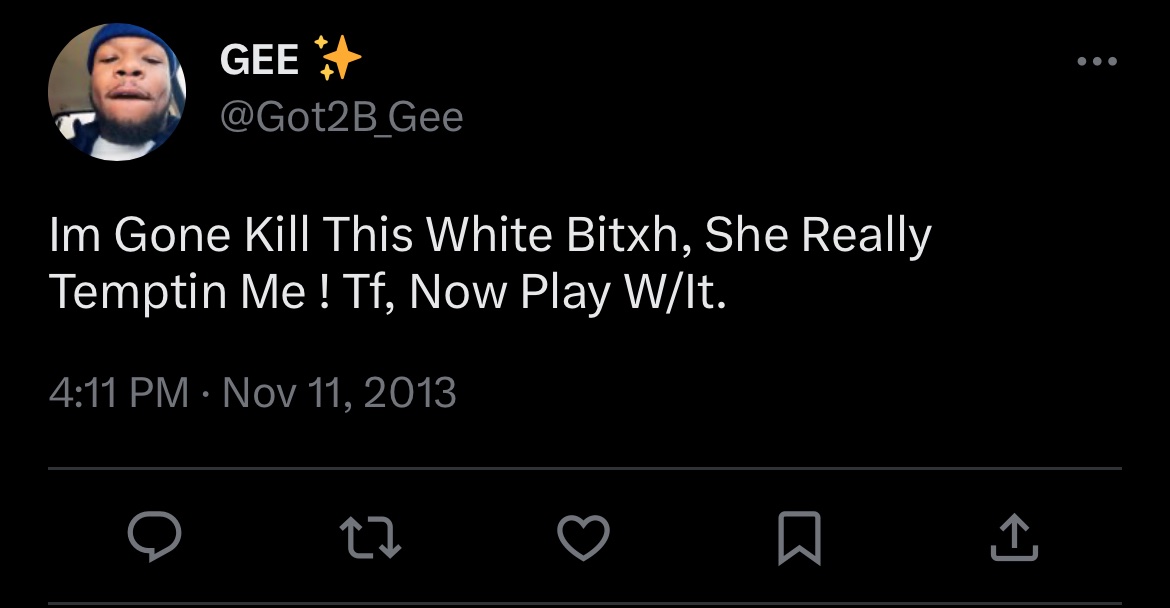 GEE ✨
@Got2B_Gee
Im Gone Kill This White Bitxh, She Really
Temptin Me ! Tf, Now Play W/It.
4:11 PM · Nov 11, 2013